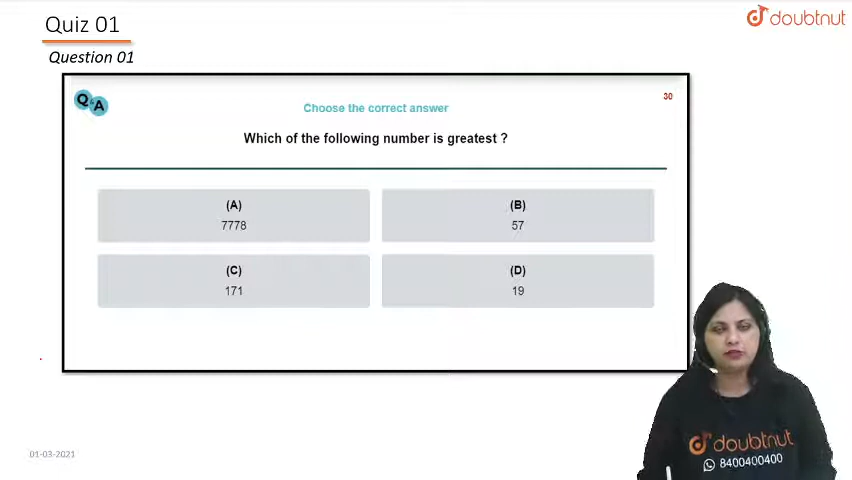 Quiz 01
doubtnut
Question 01
Q&A
30
Choose the correct answer
Which of the following number is greatest ?
(A)
7778
(B)
57
(C)
171
(D)
19
doubtnut
8400400400
01-03-2021